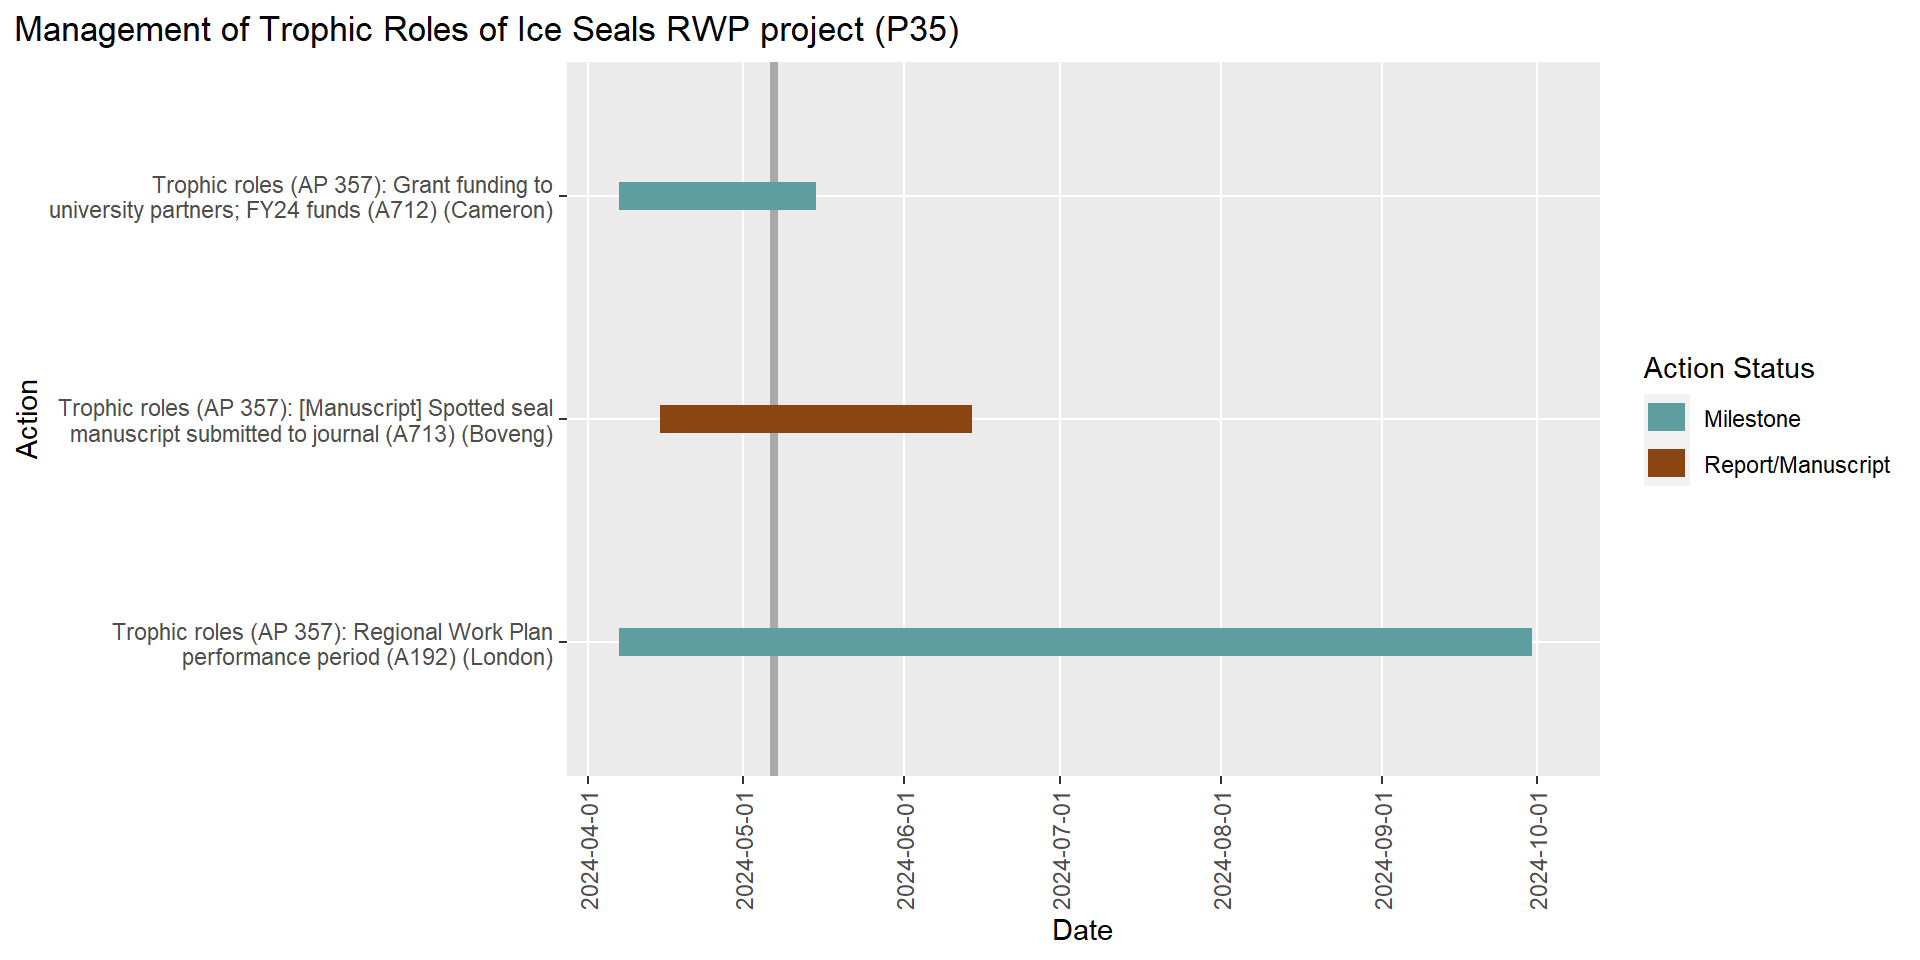 Management of Trophic Roles of Ice Seals RWP project (P35)
Trophic roles (AP 357): Grant funding to
university partners; FY24 funds (A712) (Cameron)
Trophic roles (AP 357): [Manuscript] Spotted seal
manuscript submitted to journal (A713) (Boveng)
Trophic roles (AP 357): Regional Work Plan
performance period (A192) (London)
Action
2024-04-01
2024-05-01
2024-06-01
2024-07-01
2024-08-01
2024-09-01
2024-10-01
Date
Action Status
Milestone
Report/Manuscript